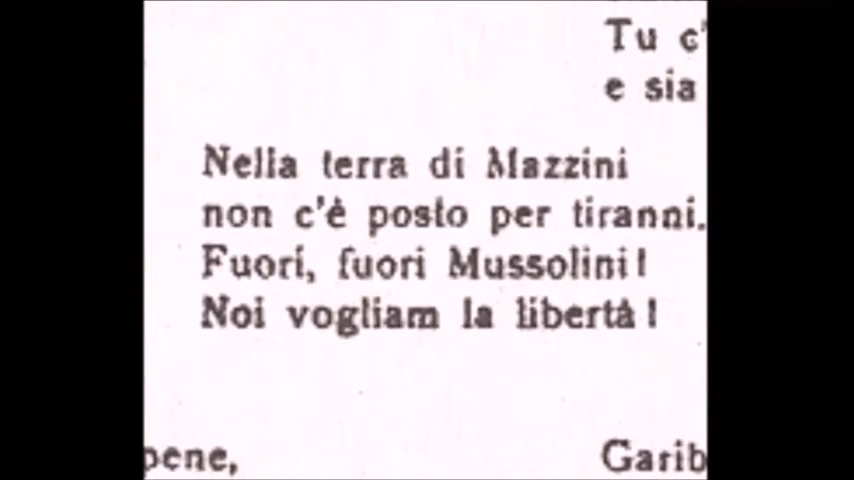 Tu c'
e sia
Nella terra di Mazzini
non c'è posto per tiranni.
Fuori, fuori Mussolini!
Noi vogliam la libertà!
pene,
Garib